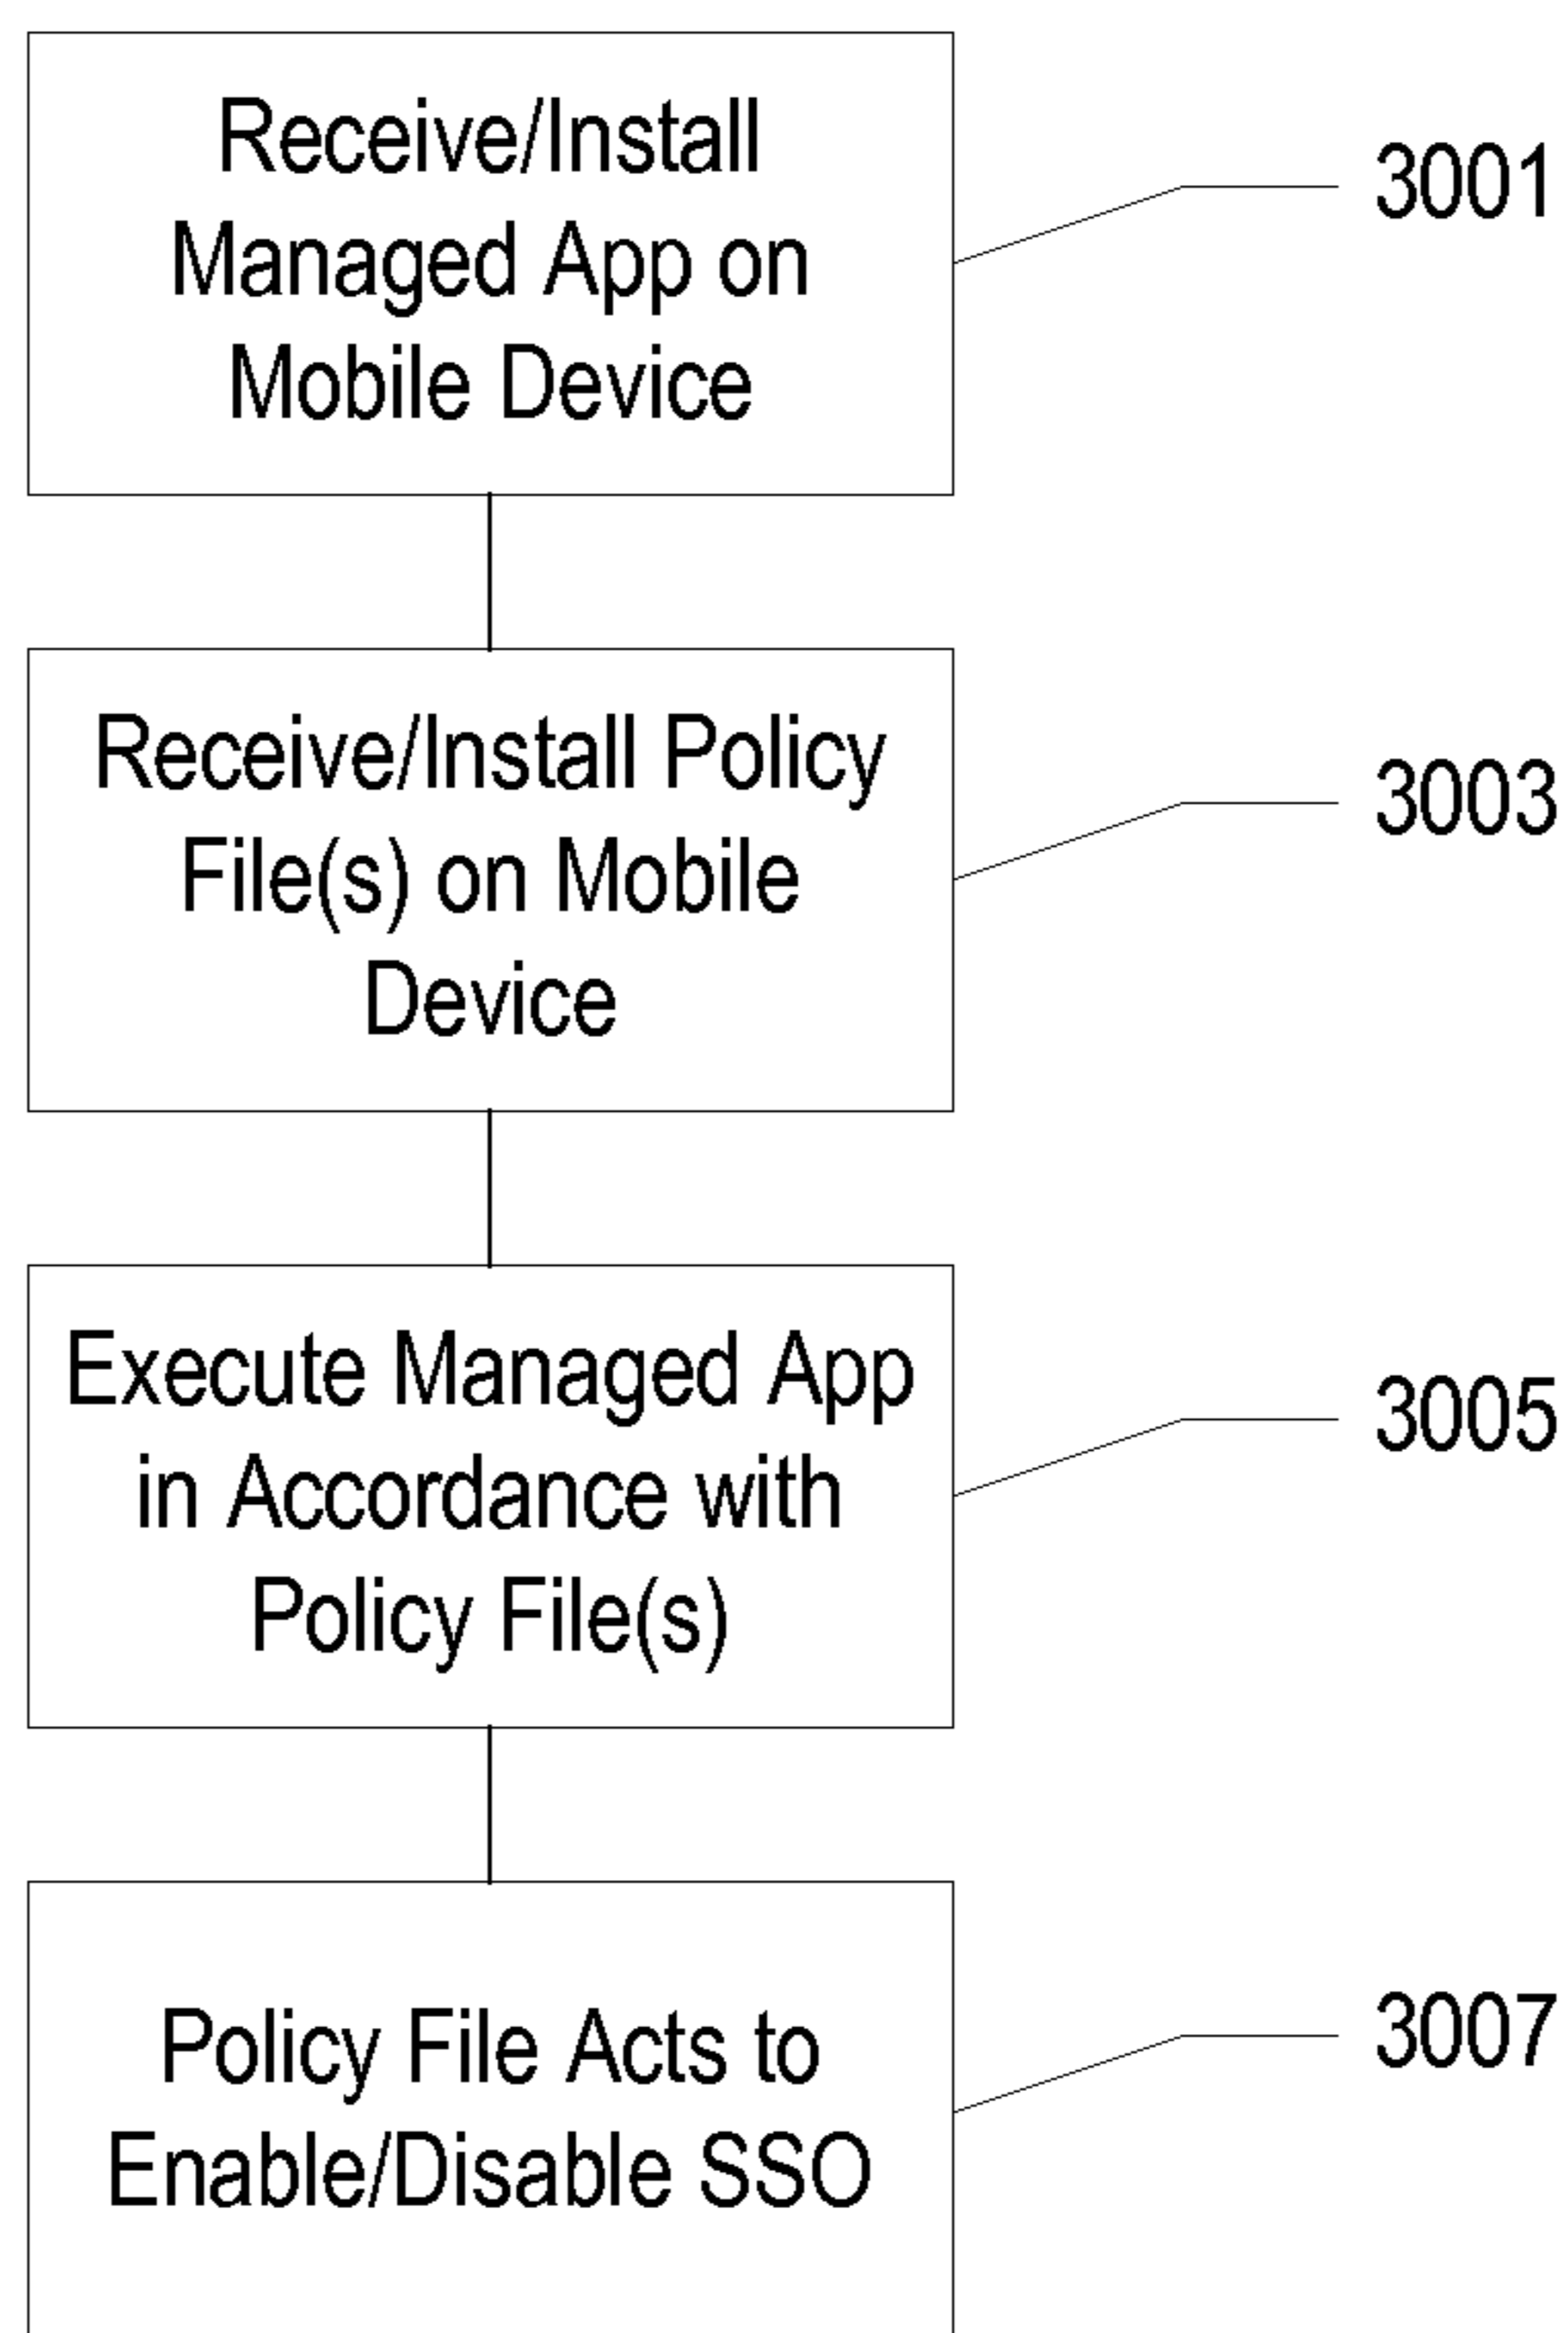 Receive/Install
Managed App on
Mobile Device
3001
Receive/Install Policy
File(s) on Mobile
Device
3003
Execute Managed App
in Accordance with
Policy File(s)
3005
Policy File Acts to
Enable/Disable SSO
3007